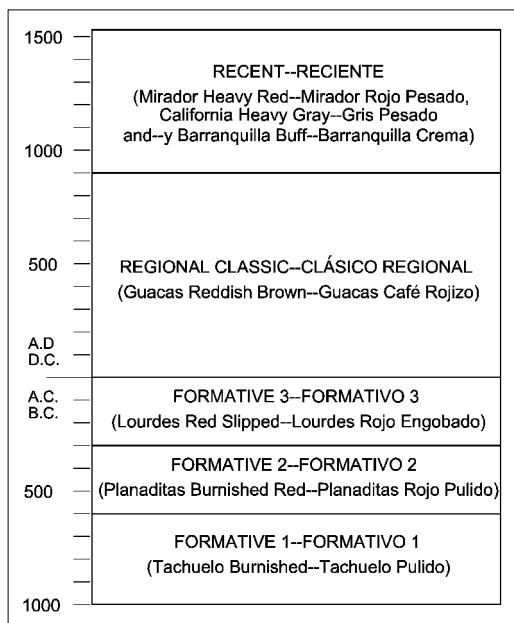 1500
RECENT--RECIENTE
(Mirador Heavy Red--Mirador Rojo Pesado,
California Heavy Gray--Gris Pesado
and--y Barranquilla Buff--Barranquilla Crema)
1000
500
REGIONAL CLASSIC--CLÁSICO REGIONAL
(Guacas Reddish Brown--Guacas Café Rojizo)
A.D
D.C.
A.C.
B.C.
FORMATIVE 3--FORMATIVO 3
(Lourdes Red Slipped--Lourdes Rojo Engobado)
FORMATIVE 2--FORMATIVO 2
500
(Planaditas Burnished Red--Planaditas Rojo Pulido)
FORMATIVE 1--FORMATIVO 1
(Tachuelo Burnished--Tachuelo Pulido)
1000